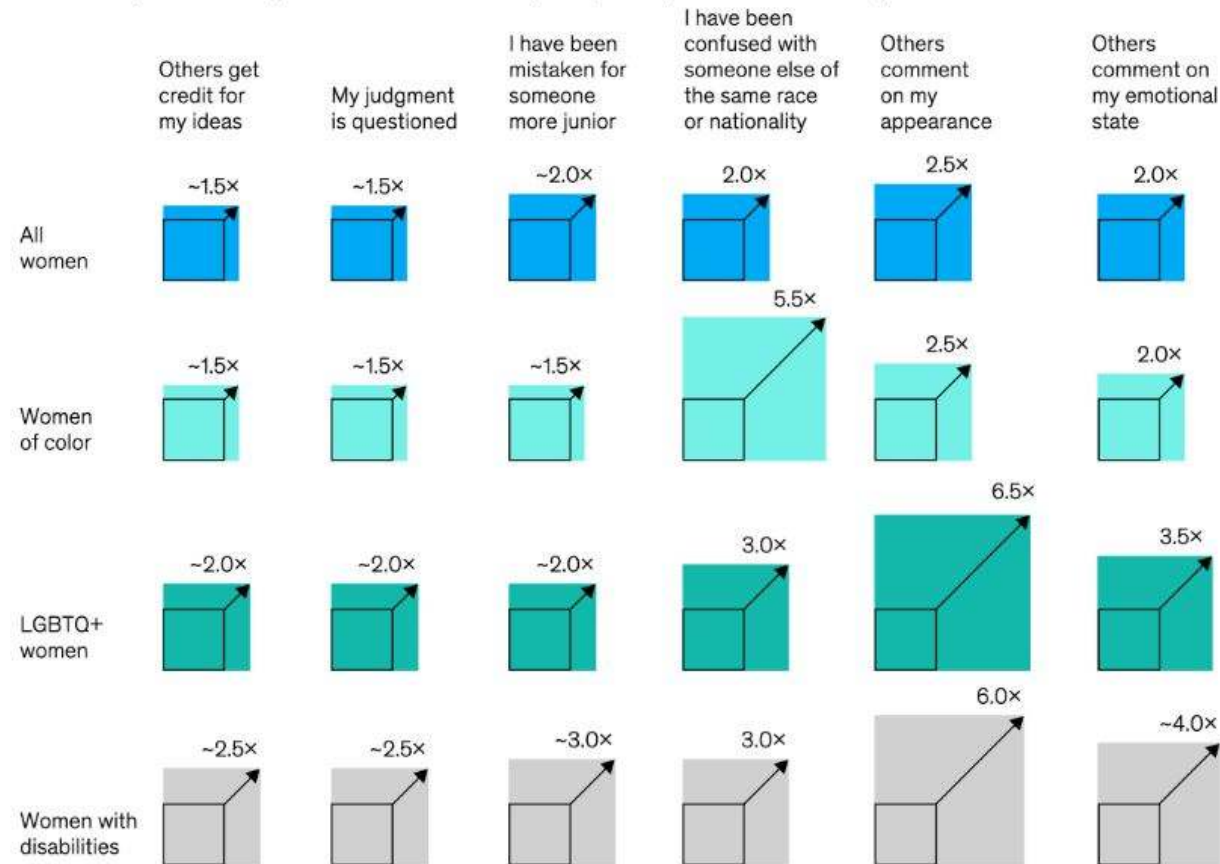 Others get
credit for
my ideas
My judgment
is questioned
I have been
mistaken for
someone
more junior
I have been
confused with
someone else of
the same race
or nationality
Others
comment
on my
appearance
Others
comment on
my emotional
state
All
women
~1.5×
~1.5×
~2.0×
2.0×
2.5×
2.0×
Women
of color
~1.5×
~1.5×
~1.5×
5.5×
2.5×
2.0×
LGBTQ+
women
~2.0×
~2.0×
~2.0×
3.0×
6.5×
3.5×
Women with
disabilities
~2.5×
~2.5×
~3.0×
3.0×
6.0×
~4.0×